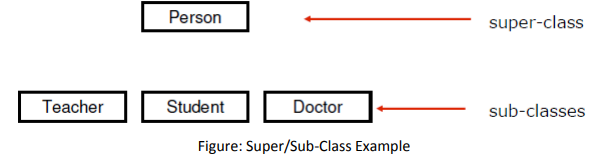 Person
super-class
Teacher Student Doctor
sub-classes
Figure: Super/Sub-Class Example